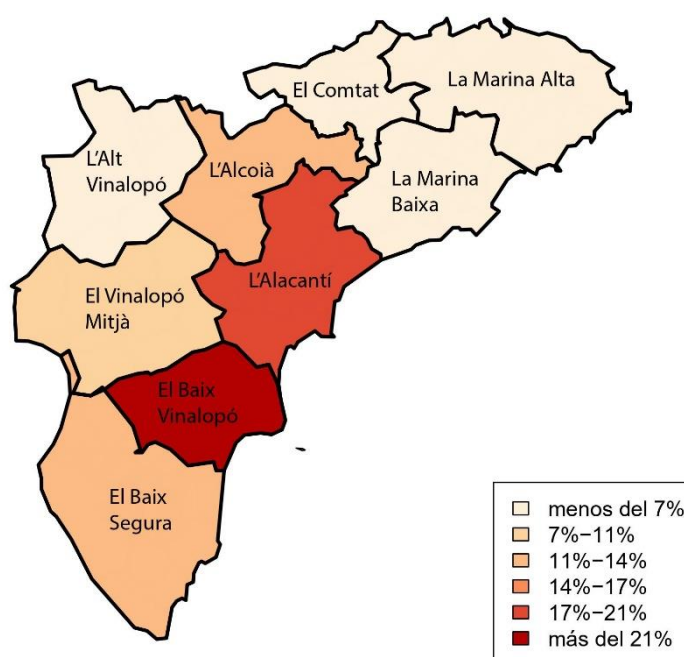 El Comtat
La Marina Alta
L'Alt
Vinalopó
L'Alcoià
La Marina
Baixa
El Vinalopó
Mitjà
L'Alacantí
El Baix
Vinalopó
El Baix
Segura
menos del 7%
7%−11%
11%−14%
14%−17%
17%−21%
más del 21%